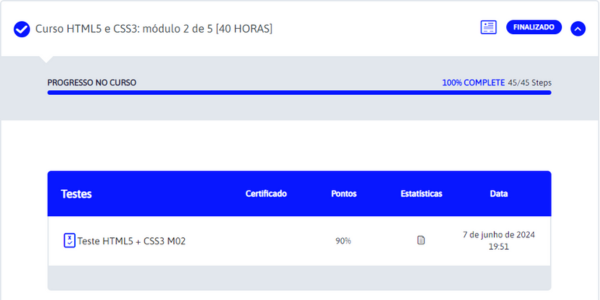 Curso HTML5 e CSS3: módulo 2 de 5 [40 HORAS]
FINALIZADO
PROGRESSO NO CURSO
100% COMPLETE 45/45 Steps
Testes Certificado Pontos Estatísticas Data
Teste HTML5 + CSS3 M02 90% 7 de junho de 2024
19:51